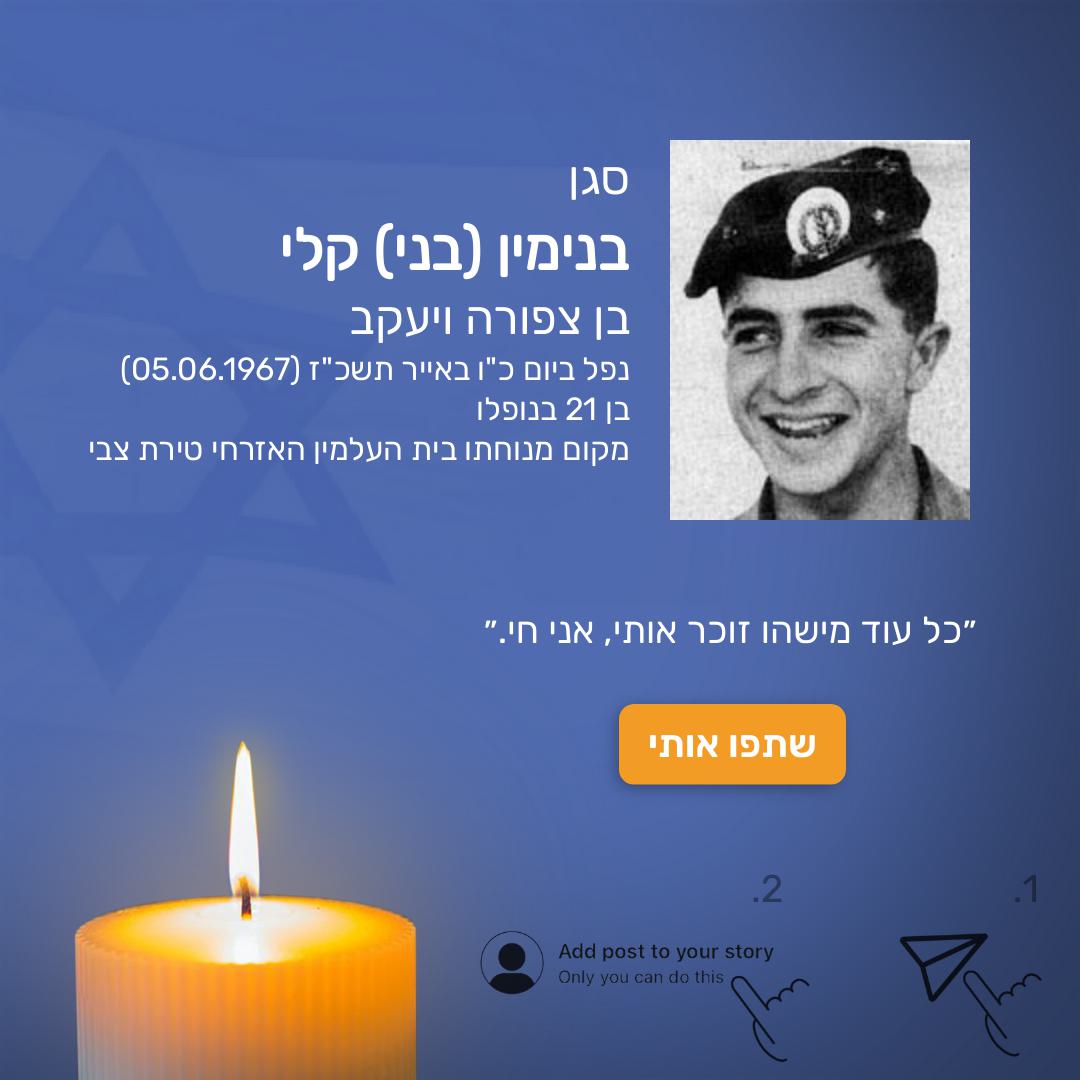 סגן
בנימין (בני) קלי
בן צפורה ויעקב
נפל ביום כ"ו באייר תשכ"ז (05.06.1967)
בן 21 בנופלו
מקום מנוחתו בית העלמין האזרחי טירת צבי
״כל עוד מישהו זוכר אותי, אני חי.״
שתפו אותי
1.
2.
Add post to your story
Only you can do this